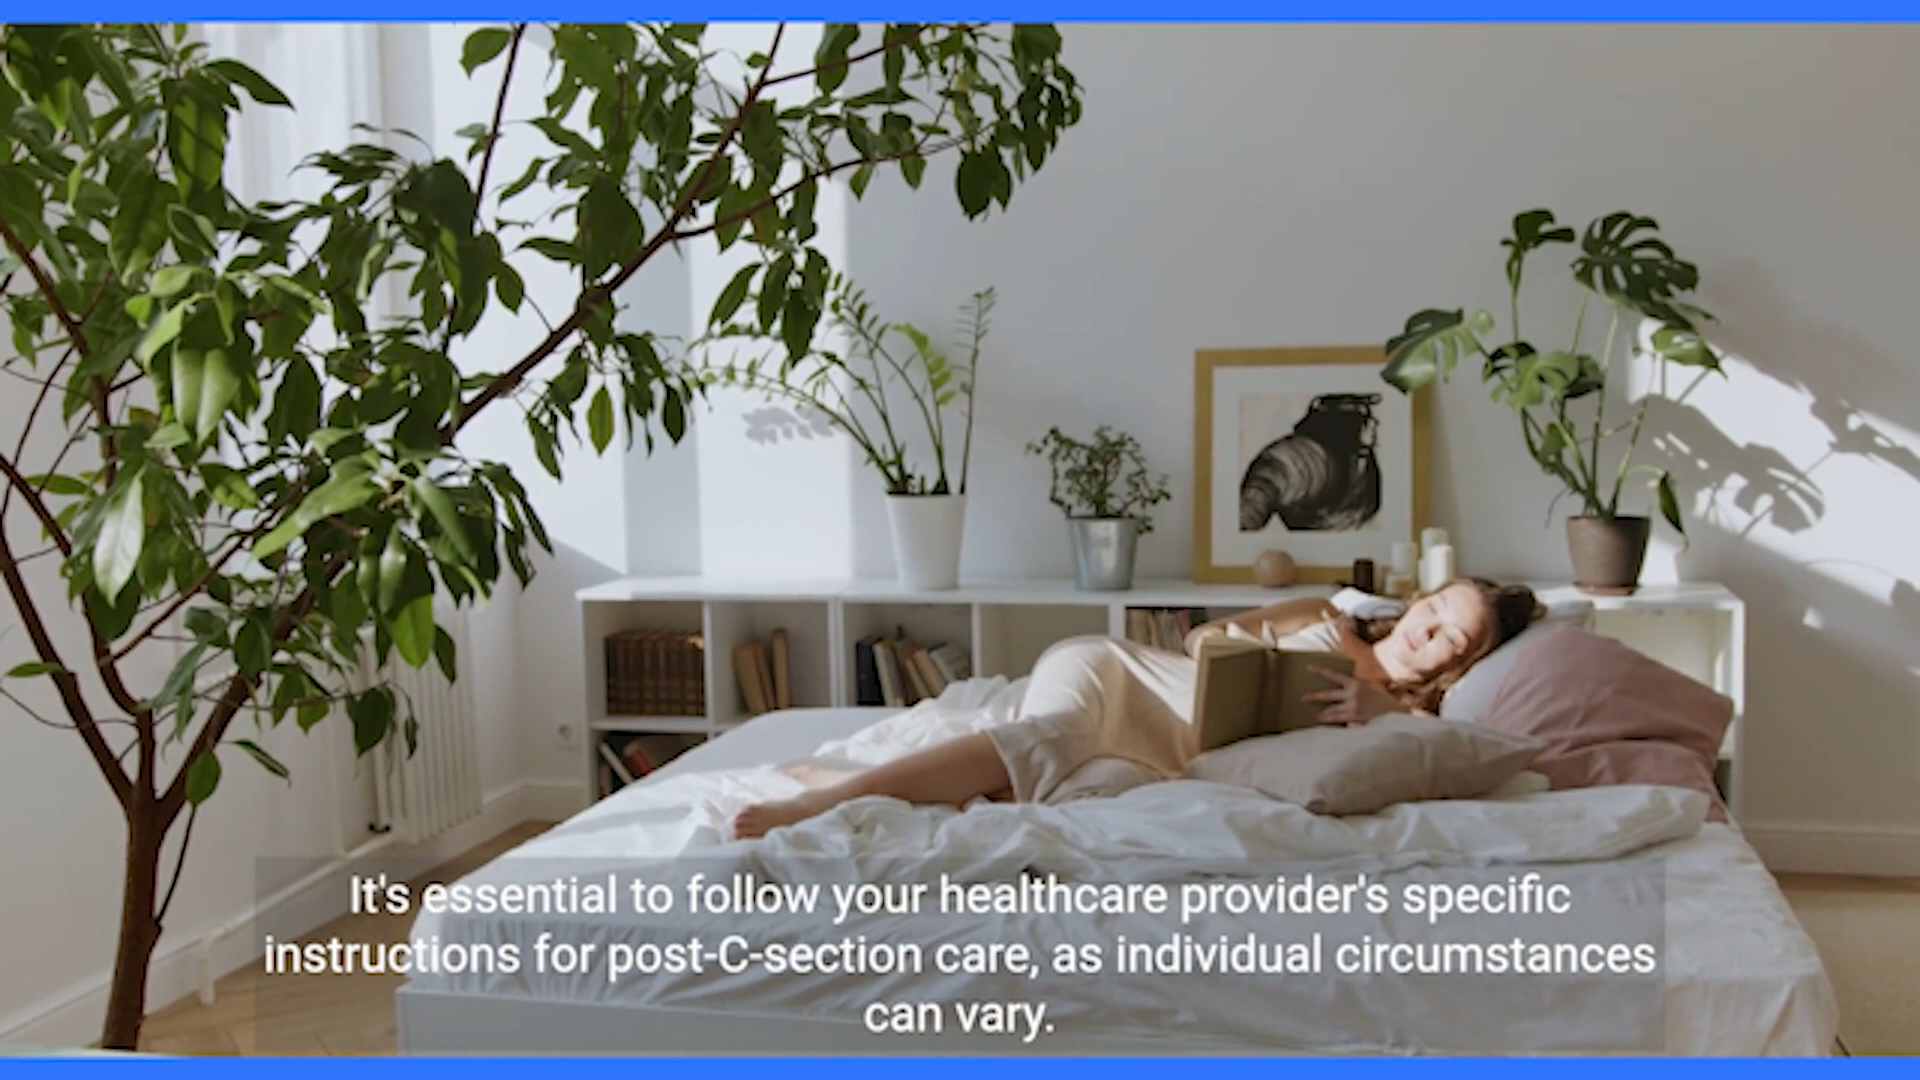 It's essential to follow your healthcare provider's specific
instructions for post-C-section care, as individual circumstances
can vary.